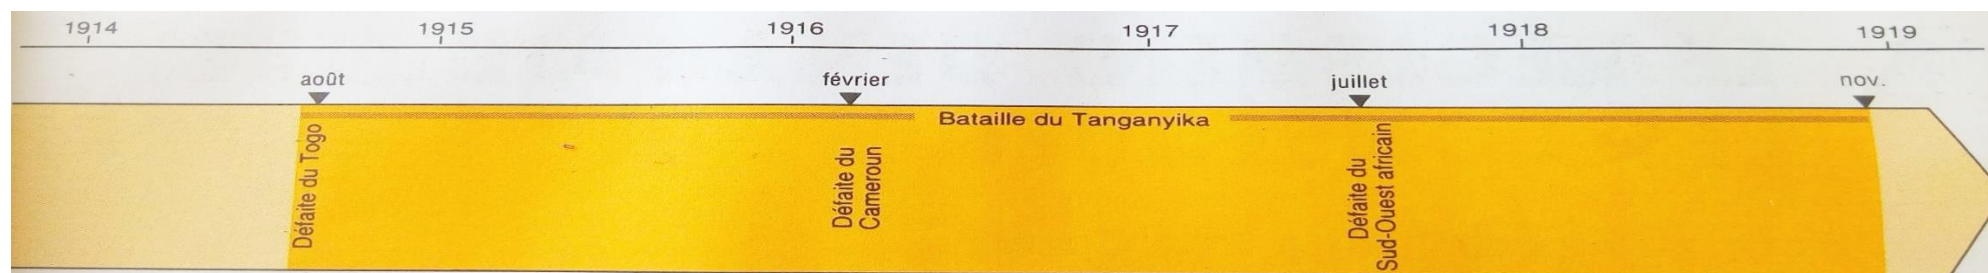 1914 1915 1916 1917 1918 1919
août février juillet nov.
Bataille du Tanganyika
Défaite du Togo
Défaite du
Cameroun
Défaite du
Sud-Ouest africain